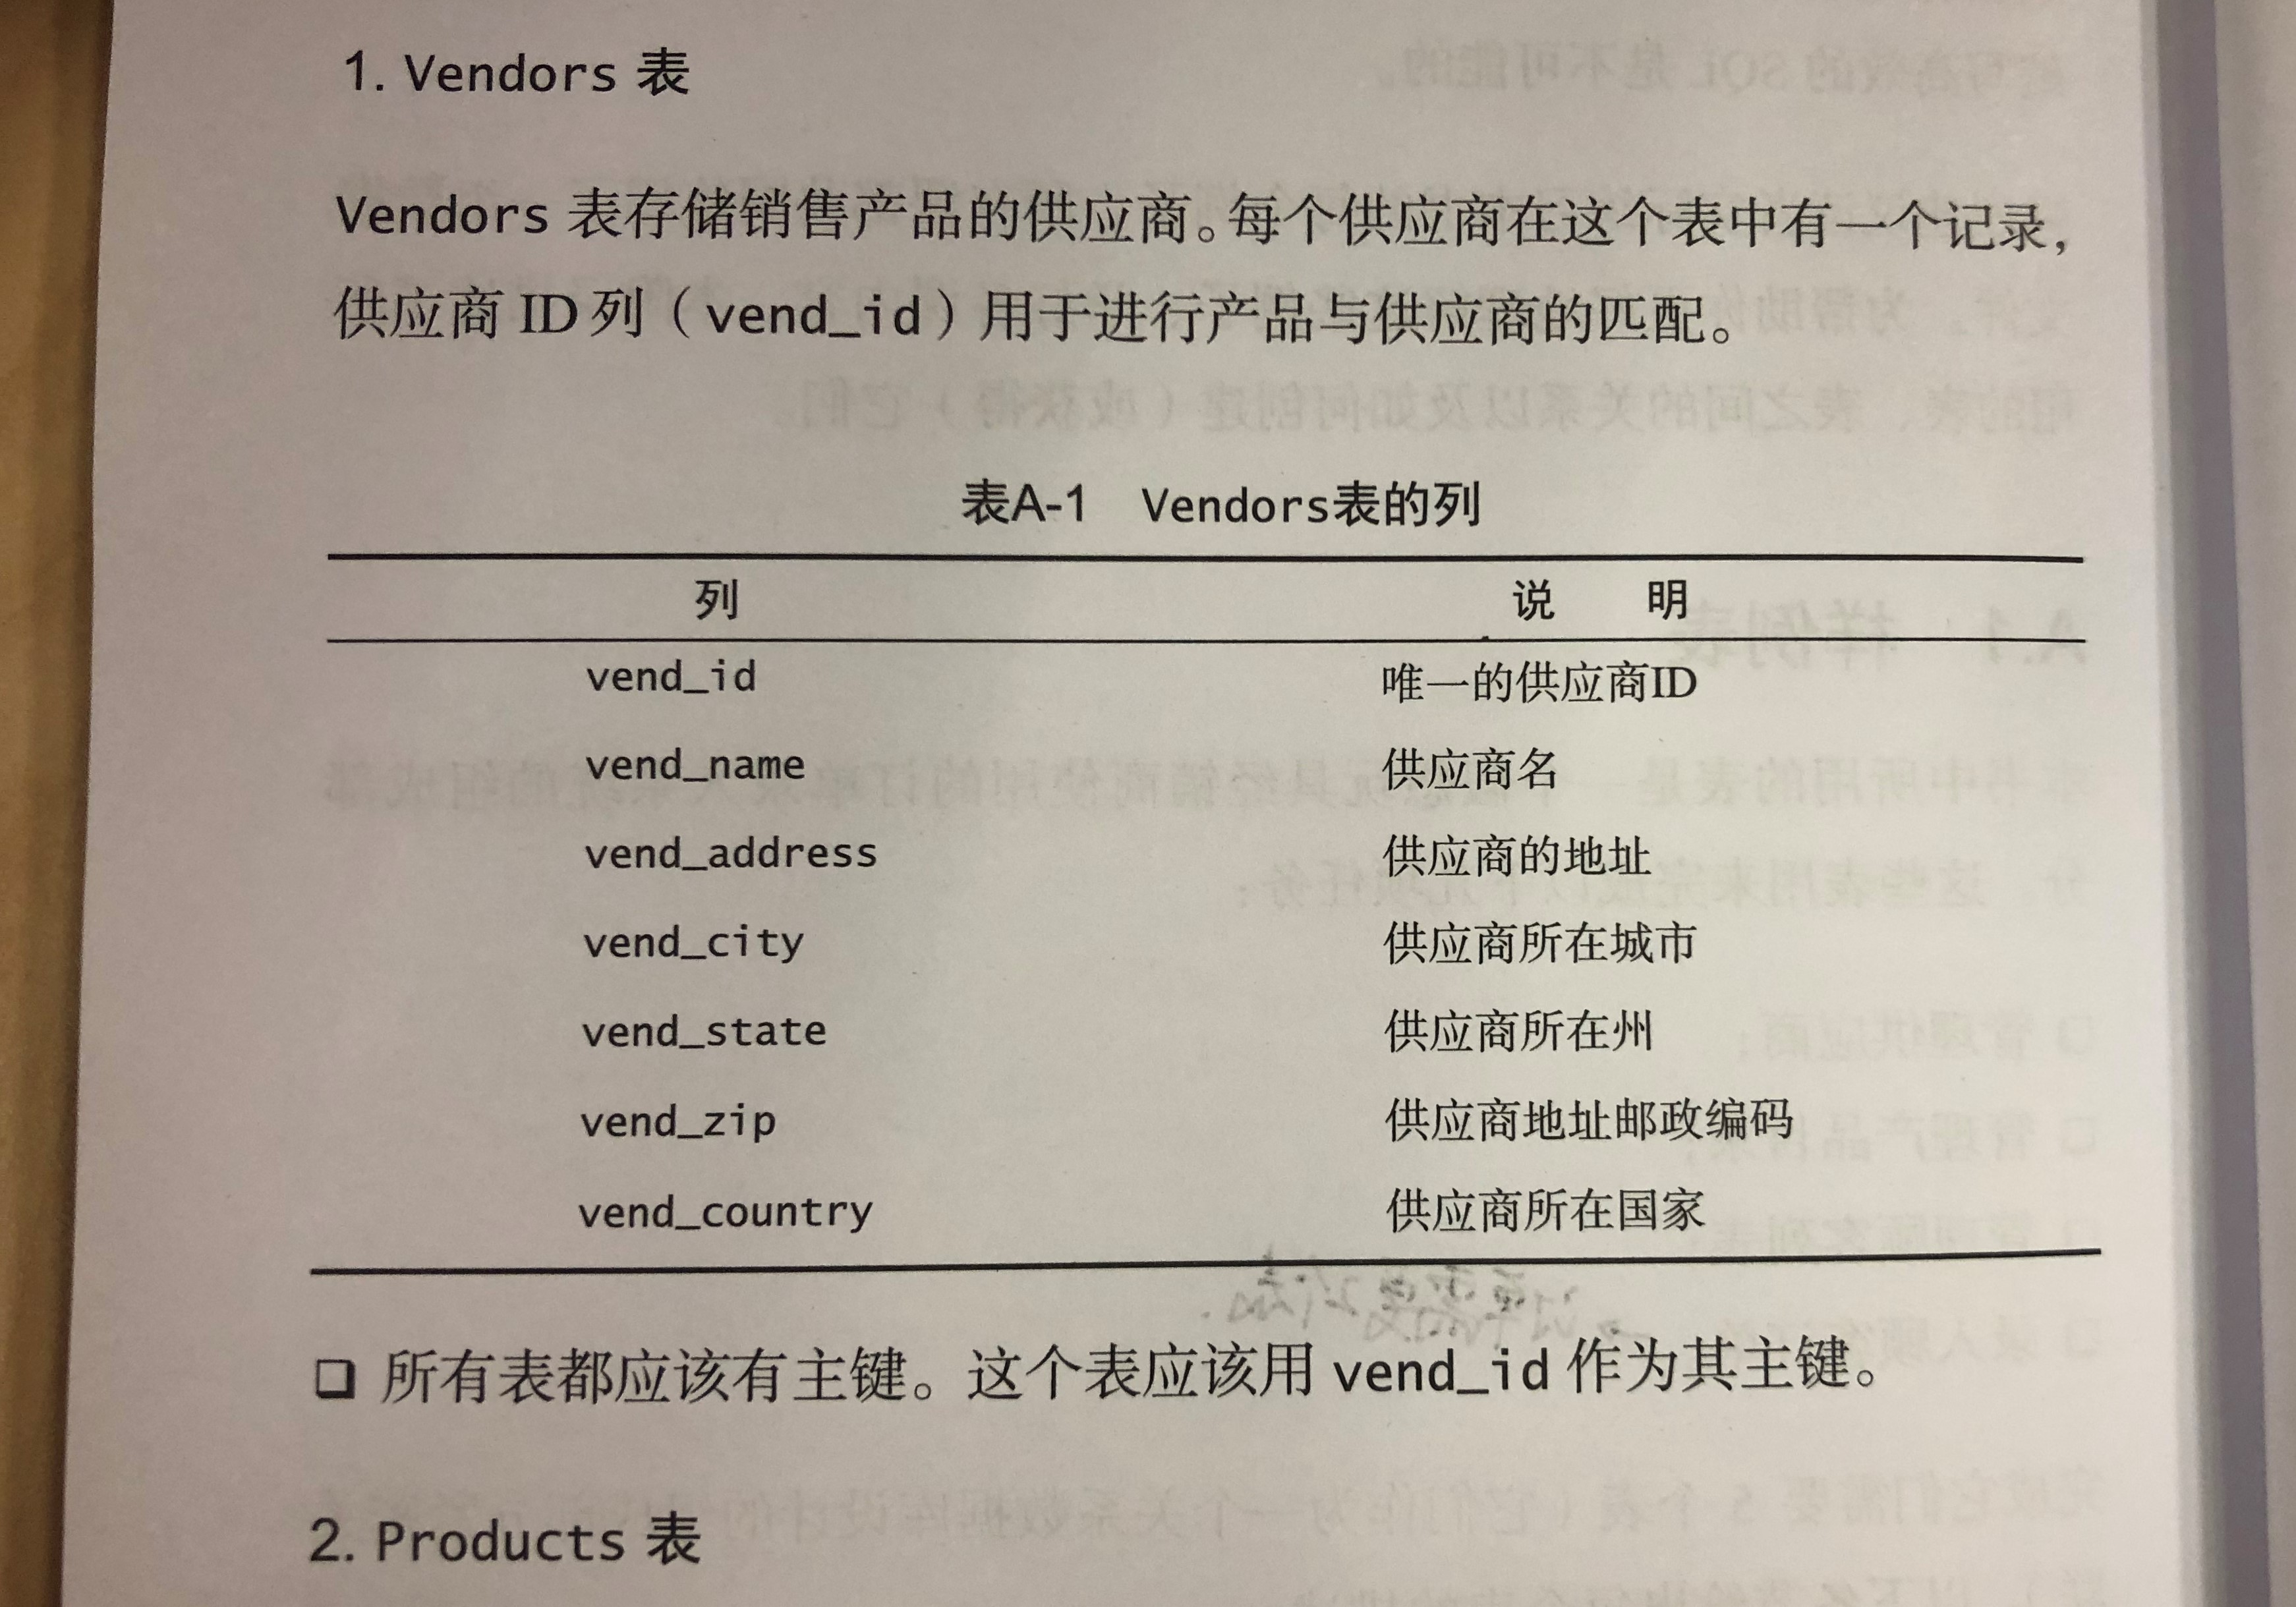 1. Vendors 表
Vendors 表存储销售产品的供应商。每个供应商在这个表中有一个记录，
供应商 ID 列（vend_id）用于进行产品与供应商的匹配。
表A-1 Vendors表的列
列 说 明
vend_id 唯一的供应商ID
vend_name 供应商名
vend_address 供应商的地址
vend_city 供应商所在城市
vend_state 供应商所在州
vend_zip 供应商地址邮政编码
vend_country 供应商所在国家
❑ 所有表都应该有主键。这个表应该用 vend_id 作为其主键。
2. Products 表